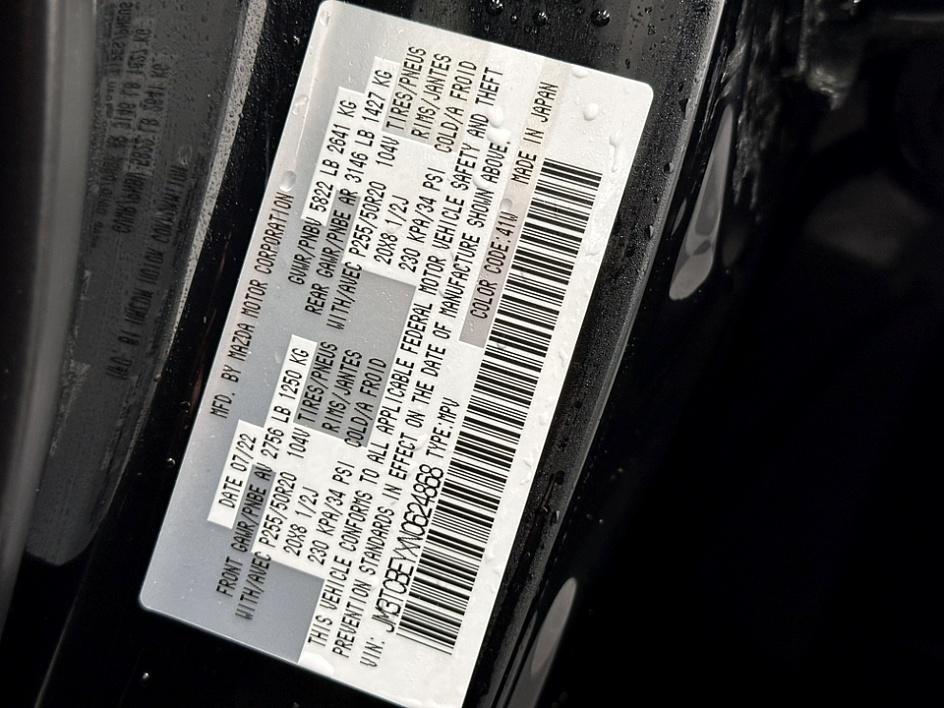 MFD. BY MAZDA MOTOR CORPORATION
DATE 07/22 GVWR/PNBV 5822 LB 2641 KG
FRONT GAWR/PNBE AV 2756 LB 1250 KG REAR GAWR/PNBE AR 3146 LB 1427 KG
WITH/AVEC P255/50R20 104V TIRES/PNEUS WITH/AVEC P255/50R20 104V TIRES/PNEUS
20X8 1/2J RIMS/JANTES 20X8 1/2J RIMS/JANTES
230 KPA/34 PSI COLD/A FROID 230 KPA/34 PSI COLD/A FROID
THIS VEHICLE CONFORMS TO ALL APPLICABLE FEDERAL MOTOR VEHICLE SAFETY AND THEFT
PREVENTION STANDARDS IN EFFECT ON THE DATE OF MANUFACTURE SHOWN ABOVE.
VIN: JM3TCBEYXN0624868 TYPE:MPV COLOR CODE:41W MADE IN JAPAN